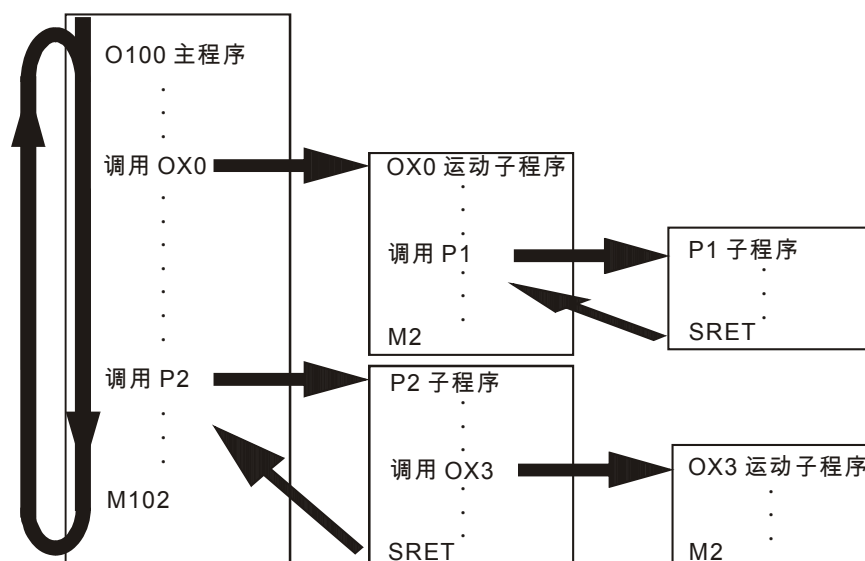 O100 主程序
调用 OX0
调用 P2
M102
OX0 运动子程序
调用 P1
M2
P1 子程序
SRET
P2 子程序
调用 OX3
SRET
OX3 运动子程序
M2